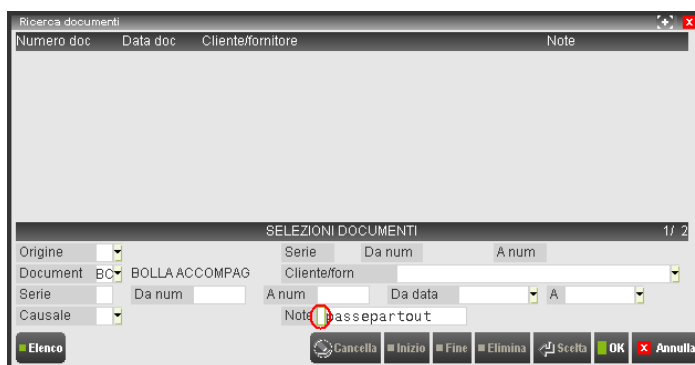 Ricerca documenti
Numero doc Data doc Cliente/fornitore Note
SELEZIONI DOCUMENTI 1/ 2
Origine Serie Da num A num
Document BC BOLLA ACCOMPAG Cliente/forn
Serie Da num A num Da data A
Causale Note passepartout
Elenco Cancella Inizio Fine Elimina Scelta OK Annulla